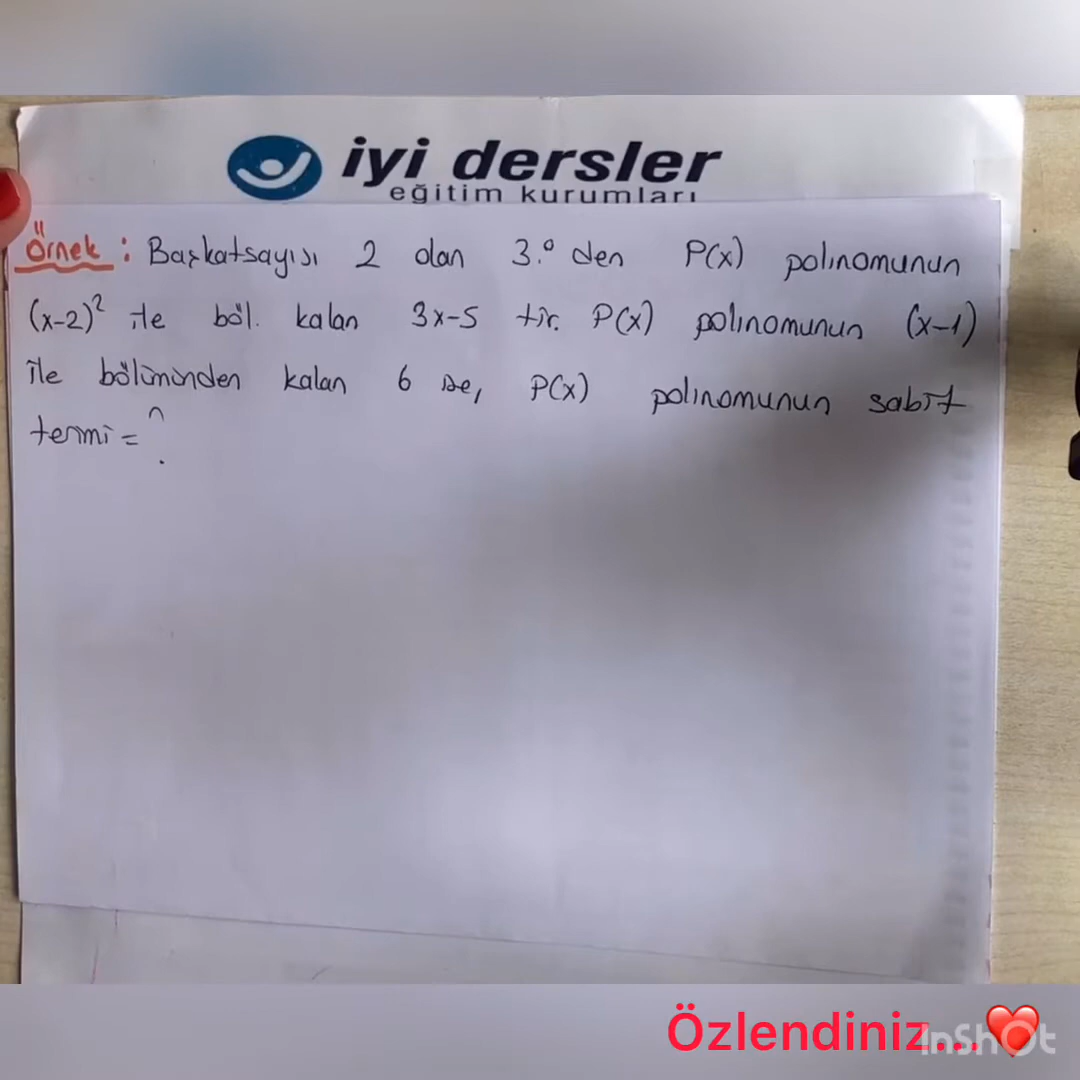 iyi dersler
eğitim kurumları
Örnek : Başkatsayısı 2 olan 3.° den P(x) polinomunun
(x-2)² ile böl. kalan 3x-5 tir. P(x) polinomunun (x-1)
ile bölümünden kalan 6 ise, P(x) polinomunun sabit
termi = ?
Özlendiniz...❤️
InShOt